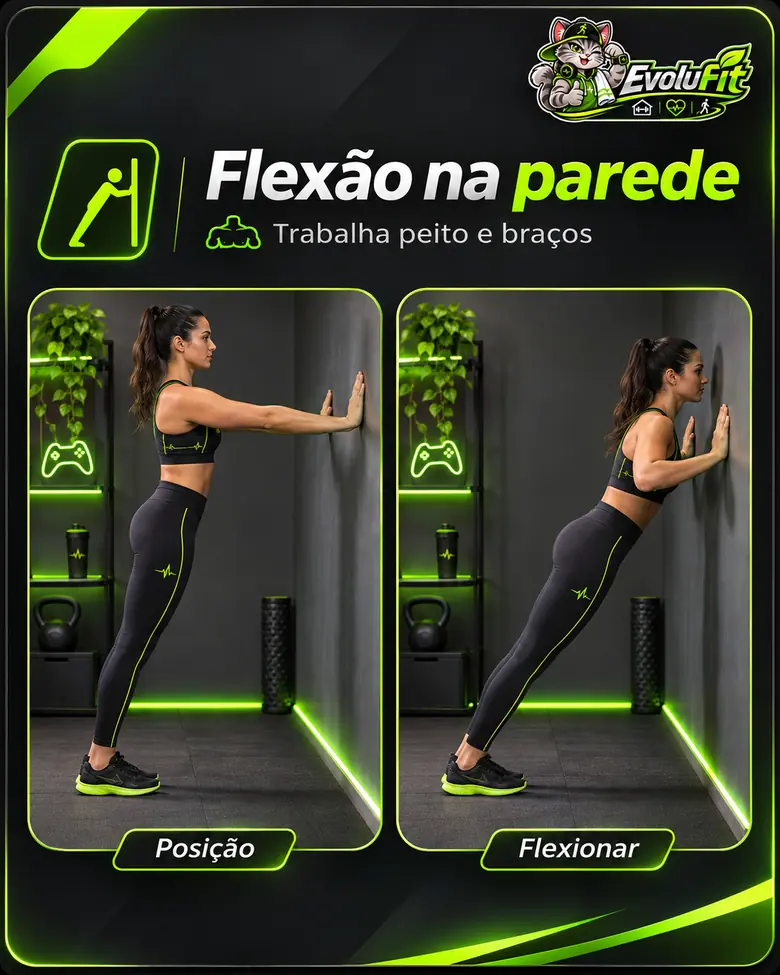 EvoluFit
Flexão na parede
Trabalha peito e braços
Posição
Flexionar